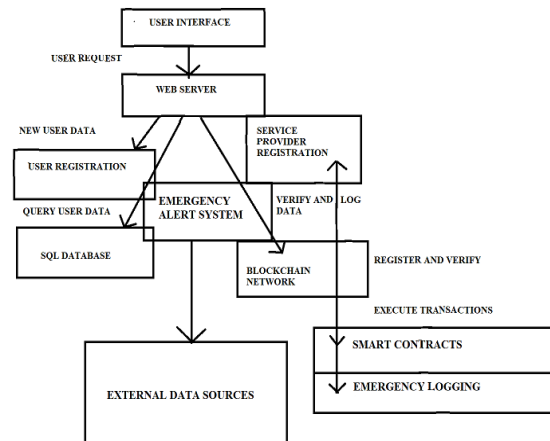 USER INTERFACE
USER REQUEST
WEB SERVER
NEW USER DATA
SERVICE
PROVIDER
REGISTRATION
USER REGISTRATION
EMERGENCY
ALERT SYSTEM
VERIFY AND LOG
DATA
QUERY USER DATA
SQL DATABASE
BLOCKCHAIN
NETWORK
REGISTER AND VERIFY
EXECUTE TRANSACTIONS
SMART CONTRACTS
EXTERNAL DATA SOURCES
EMERGENCY LOGGING